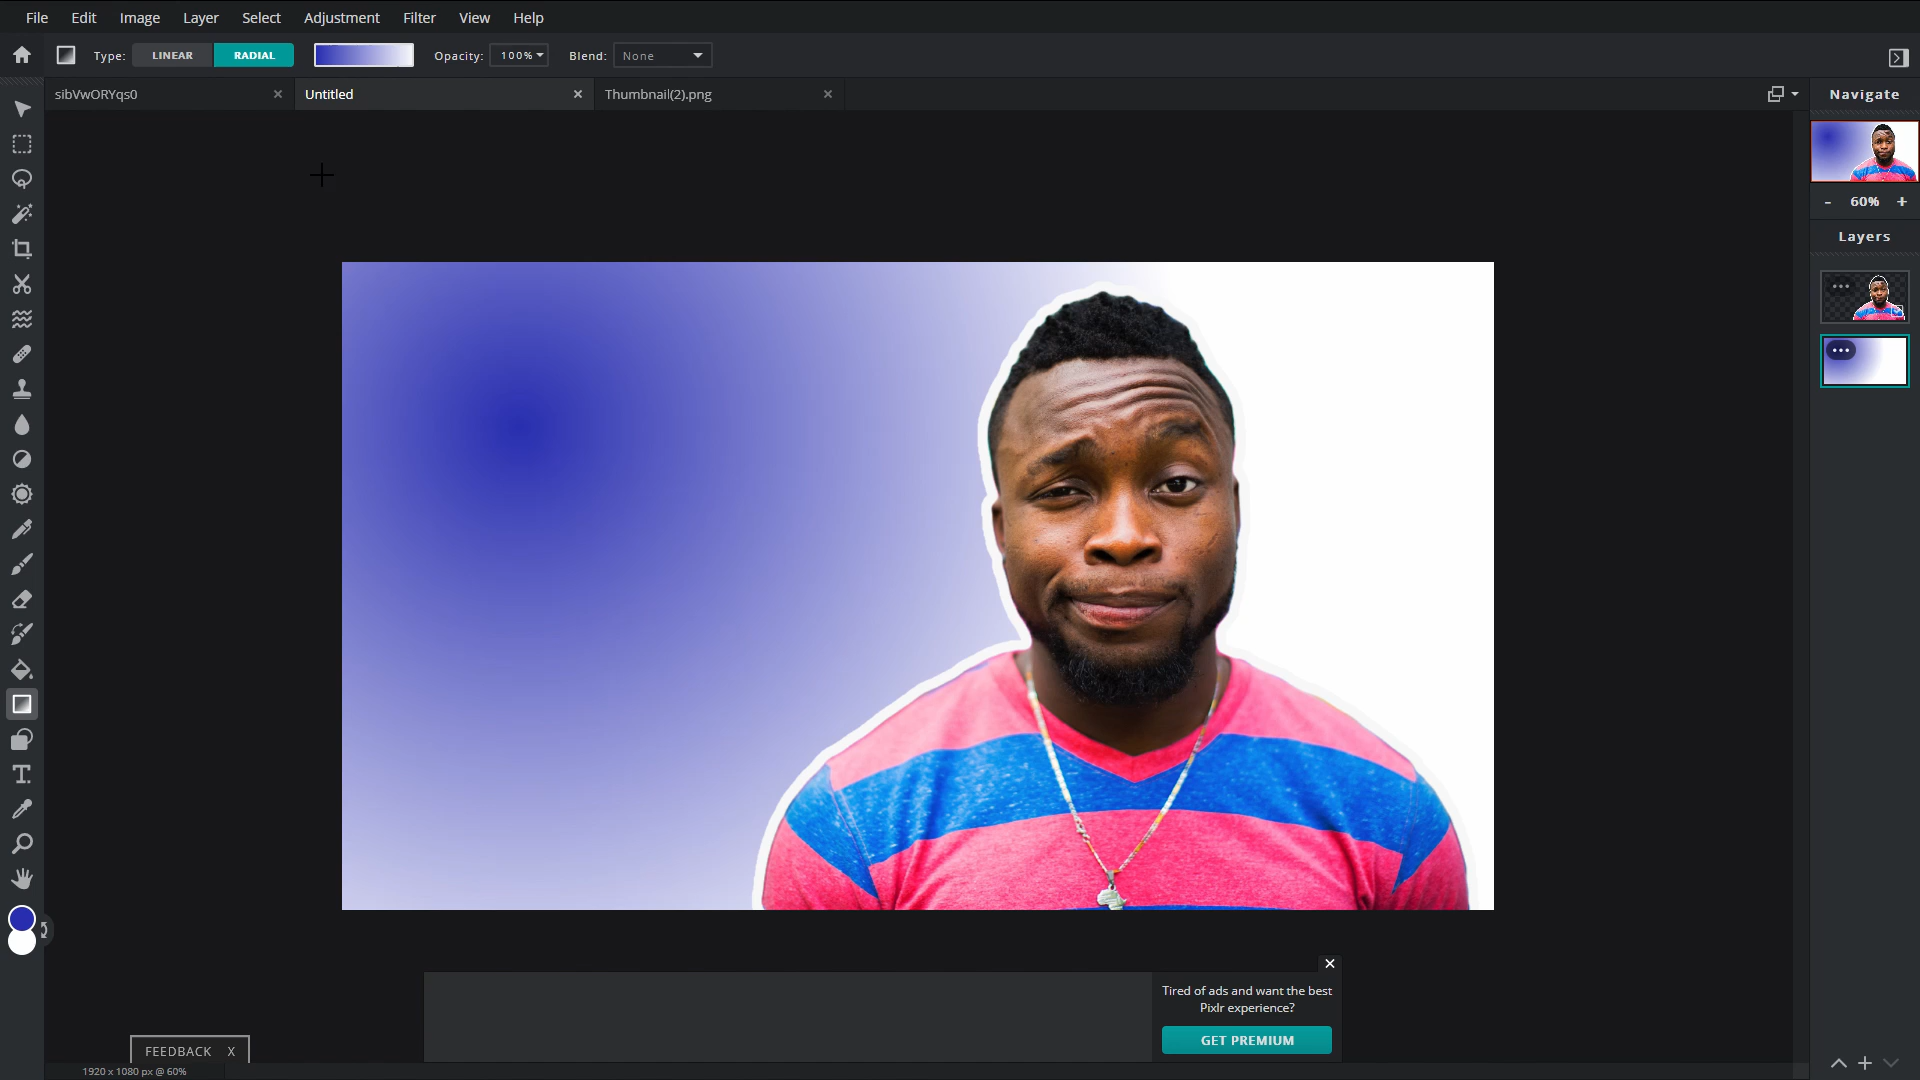 File Edit Image Layer Select Adjustment Filter View Help
Type: LINEAR RADIAL Opacity: 100% Blend: None
sibVwORYqs0 Untitled Thumbnail(2).png Navigate
60%
Layers
Tired of ads and want the best
Pixlr experience?
GET PREMIUM
FEEDBACK X
1920 x 1080 px @ 60%